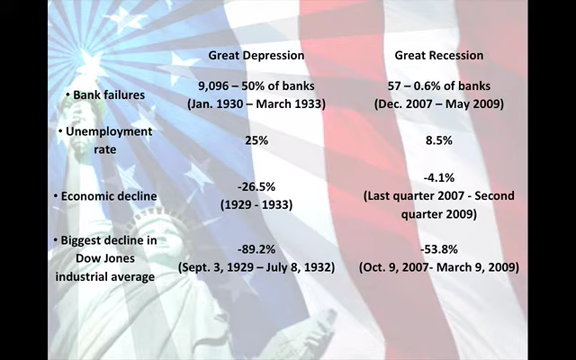 Great Depression Great Recession
• Bank failures
9,096 – 50% of banks
(Jan. 1930 – March 1933)
57 – 0.6% of banks
(Dec. 2007 – May 2009)
• Unemployment
rate
25%
8.5%
• Economic decline
-26.5%
(1929 - 1933)
-4.1%
(Last quarter 2007 - Second
quarter 2009)
• Biggest decline in
Dow Jones
industrial average
-89.2%
(Sept. 3, 1929 – July 8, 1932)
-53.8%
(Oct. 9, 2007- March 9, 2009)